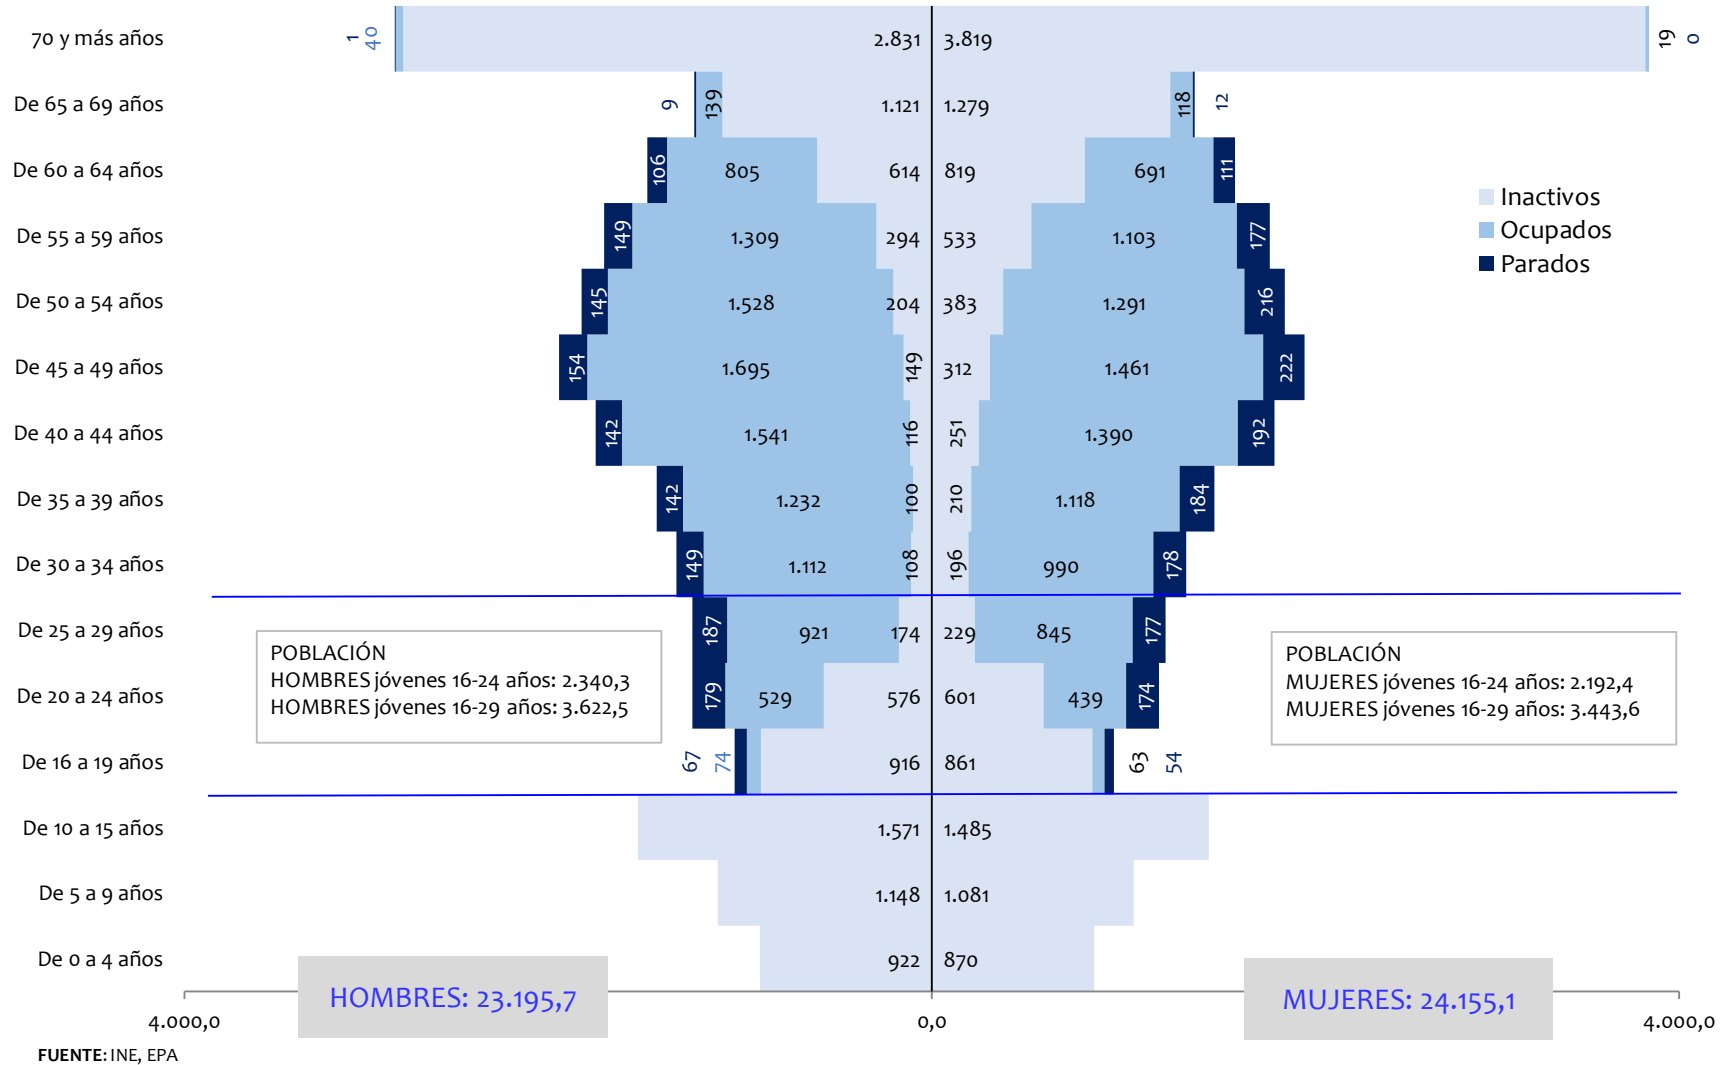 70 y más años 1 40 2.831 3.819 19 0
De 65 a 69 años 9 139 1.121 1.279 118 12
De 60 a 64 años 106 805 614 819 691 111
De 55 a 59 años 149 1.309 294 533 1.103 177
De 50 a 54 años 145 1.528 204 383 1.291 216
De 45 a 49 años 154 1.695 149 312 1.461 222
De 40 a 44 años 142 1.541 116 251 1.390 192
De 35 a 39 años 142 1.232 100 210 1.118 184
De 30 a 34 años 149 1.112 108 196 990 178
De 25 a 29 años 187 921 174 229 845 177
De 20 a 24 años 179 529 576 601 439 174
De 16 a 19 años 67 74 916 861 63 54
De 10 a 15 años 1.571 1.485
De 5 a 9 años 1.148 1.081
De 0 a 4 años 922 870
Inactivos
Ocupados
Parados
POBLACIÓN
HOMBRES jóvenes 16-24 años: 2.340,3
HOMBRES jóvenes 16-29 años: 3.622,5
POBLACIÓN
MUJERES jóvenes 16-24 años: 2.192,4
MUJERES jóvenes 16-29 años: 3.443,6
HOMBRES: 23.195,7
MUJERES: 24.155,1
4.000,0 0,0 4.000,0
FUENTE: INE, EPA